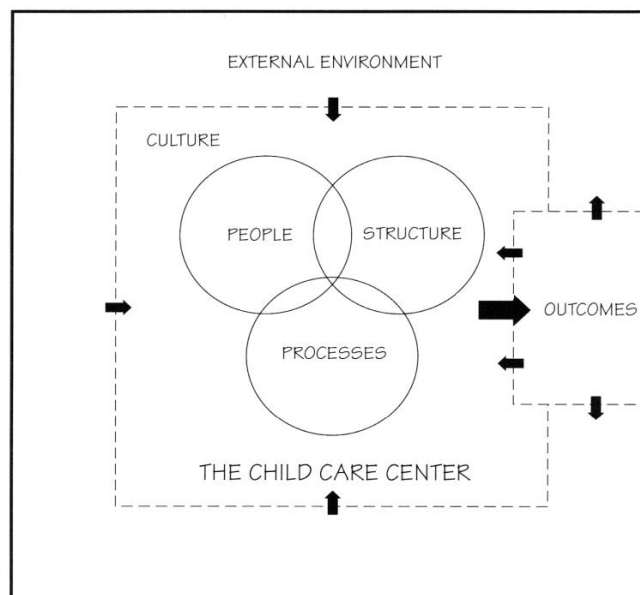 EXTERNAL ENVIRONMENT
CULTURE
PEOPLE
STRUCTURE
OUTCOMES
PROCESSES
THE CHILD CARE CENTER